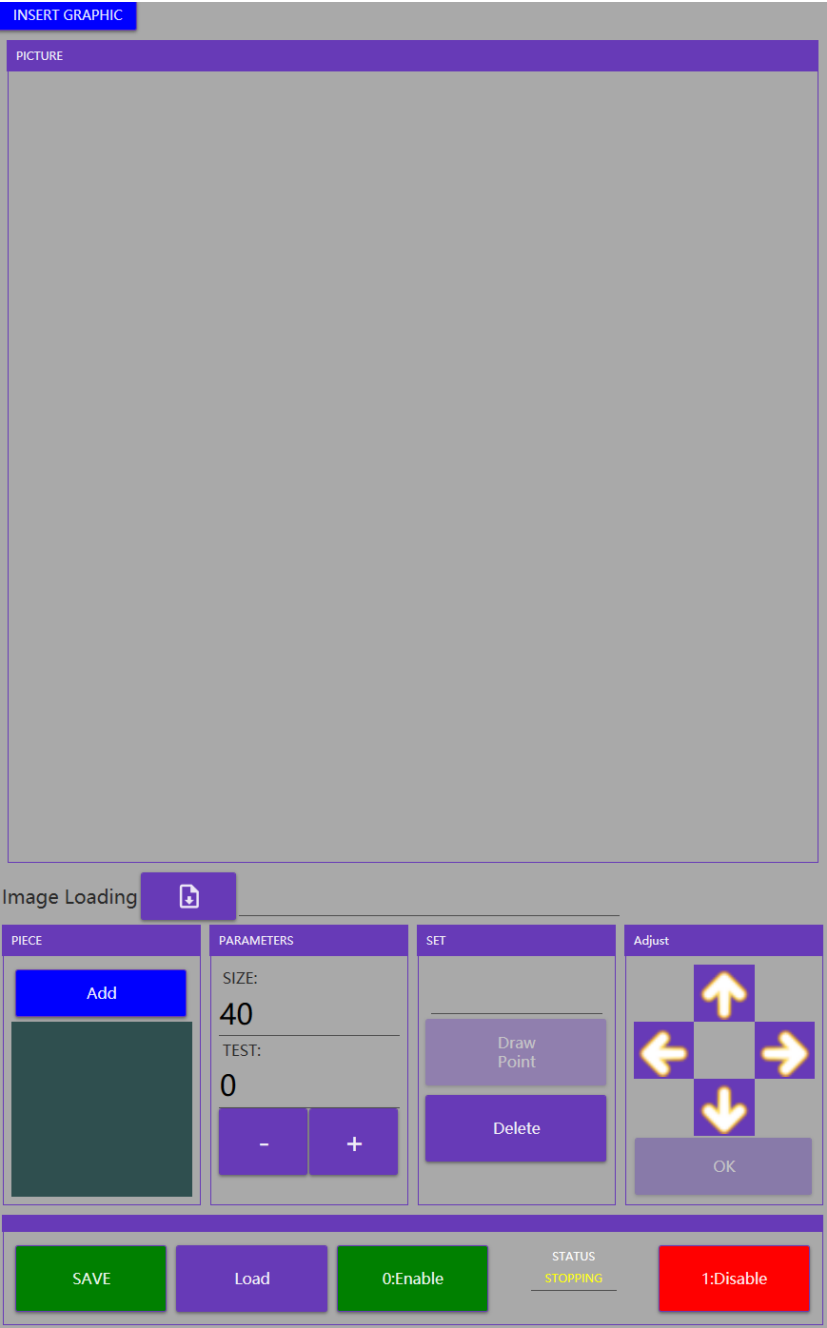 INSERT GRAPHIC
PICTURE
Image Loading
PIECE
Add
PARAMETERS
SIZE:
40
TEST:
0
-
+
SET
Draw
Point
Delete
Adjust
OK
SAVE
Load
0:Enable
STATUS
STOPPING
1:Disable